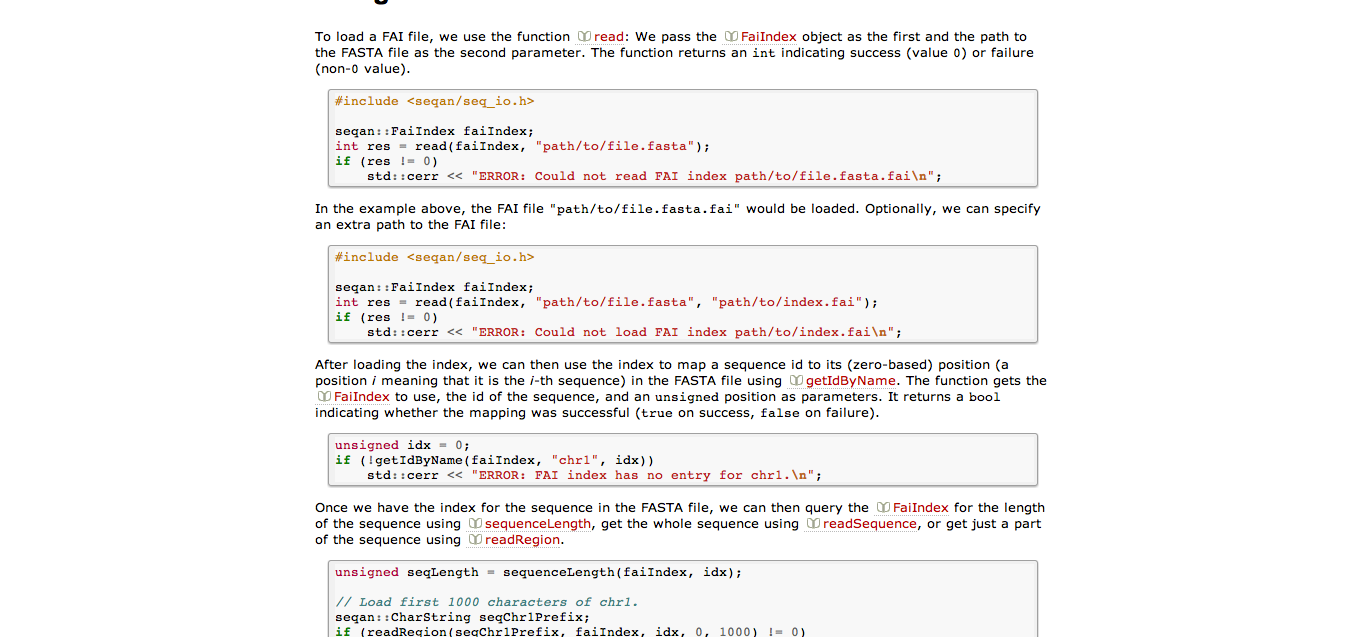 To load a FAI file, we use the function read: We pass the FaiIndex object as the first and the path to
the FASTA file as the second parameter. The function returns an int indicating success (value 0) or failure
(non-0 value).
#include <seqan/seq_io.h>
seqan::FaiIndex faiIndex;
int res = read(faiIndex, "path/to/file.fasta");
if (res != 0)
    std::cerr << "ERROR: Could not read FAI index path/to/file.fasta.fai\n";
In the example above, the FAI file "path/to/file.fasta.fai" would be loaded. Optionally, we can specify
an extra path to the FAI file:
#include <seqan/seq_io.h>
seqan::FaiIndex faiIndex;
int res = read(faiIndex, "path/to/file.fasta", "path/to/index.fai");
if (res != 0)
    std::cerr << "ERROR: Could not load FAI index path/to/index.fai\n";
After loading the index, we can then use the index to map a sequence id to its (zero-based) position (a
position i meaning that it is the i-th sequence) in the FASTA file using getIdByName. The function gets the
FaiIndex to use, the id of the sequence, and an unsigned position as parameters. It returns a bool
indicating whether the mapping was successful (true on success, false on failure).
unsigned idx = 0;
if (!getIdByName(faiIndex, "chr1", idx))
    std::cerr << "ERROR: FAI index has no entry for chr1.\n";
Once we have the index for the sequence in the FASTA file, we can then query the FaiIndex for the length
of the sequence using sequenceLength, get the whole sequence using readSequence, or get just a part
of the sequence using readRegion.
unsigned seqLength = sequenceLength(faiIndex, idx);
// Load first 1000 characters of chr1.
seqan::CharString seqChr1Prefix;
if (readRegion(seqChr1Prefix, faiIndex, idx, 0, 1000) != 0)